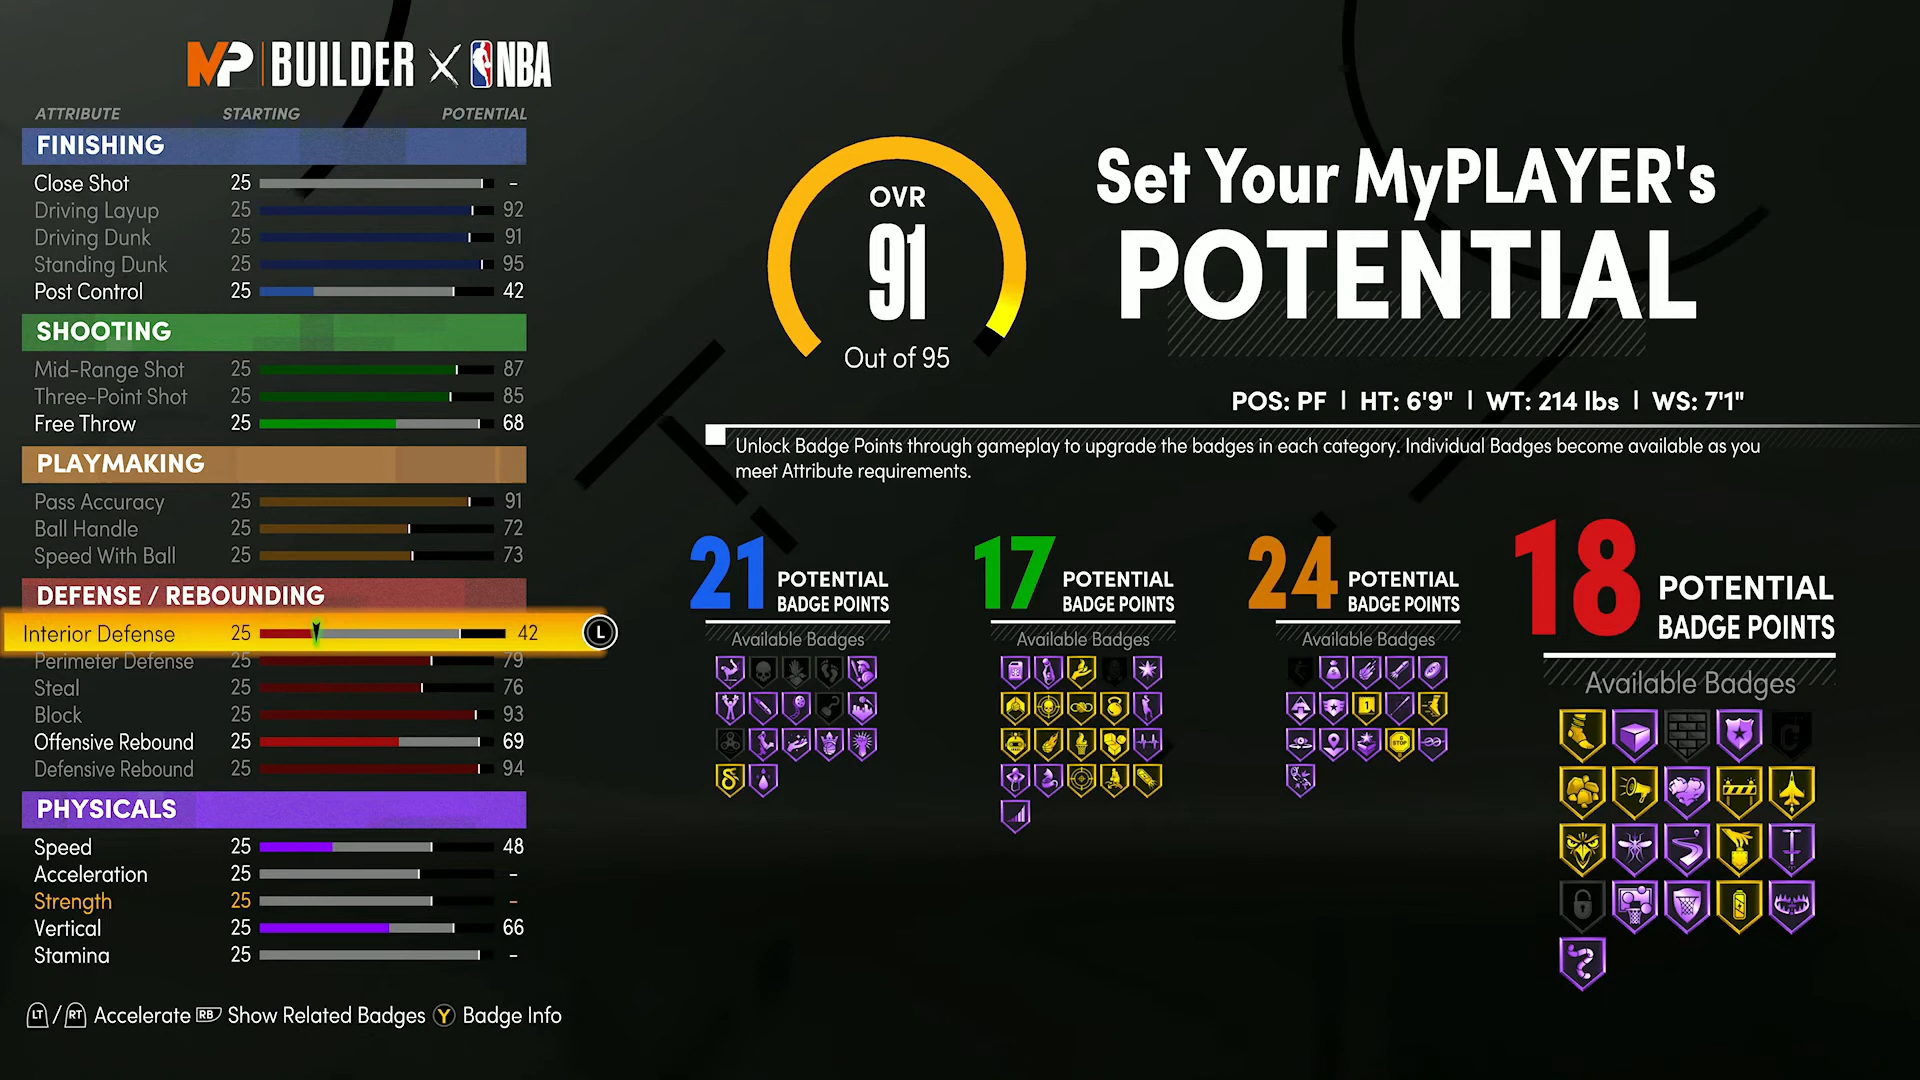 MP | BUILDER X NBA
ATTRIBUTE STARTING POTENTIAL
FINISHING
Close Shot 25 -
Driving Layup 25 92
Driving Dunk 25 91
Standing Dunk 25 95
Post Control 25 42
SHOOTING
Mid-Range Shot 25 87
Three-Point Shot 25 85
Free Throw 25 68
PLAYMAKING
Pass Accuracy 25 91
Ball Handle 25 72
Speed With Ball 25 73
DEFENSE / REBOUNDING
Interior Defense 25 42 L
Perimeter Defense 25 79
Steal 25 76
Block 25 93
Offensive Rebound 25 69
Defensive Rebound 25 94
PHYSICALS
Speed 25 48
Acceleration 25 -
Strength 25 -
Vertical 25 66
Stamina 25 -
LT / RT Accelerate RB Show Related Badges Y Badge Info
OVR
91
Out of 95
Set Your MyPLAYER's
POTENTIAL
POS: PF | HT: 6'9" | WT: 214 lbs | WS: 7'1"
Unlock Badge Points through gameplay to upgrade the badges in each category. Individual Badges become available as you
meet Attribute requirements.
21 POTENTIAL
BADGE POINTS
Available Badges
17 POTENTIAL
BADGE POINTS
Available Badges
24 POTENTIAL
BADGE POINTS
Available Badges
1
STOP
18 POTENTIAL
BADGE POINTS
Available Badges